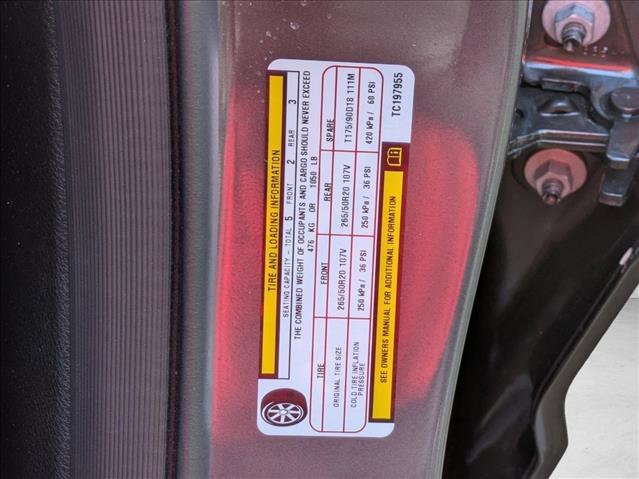 TIRE AND LOADING INFORMATION
SEATING CAPACITY - TOTAL 5 FRONT 2 REAR 3
THE COMBINED WEIGHT OF OCCUPANTS AND CARGO SHOULD NEVER EXCEED
476 KG OR 1050 LB
TIRE FRONT REAR SPARE
ORIGINAL TIRE SIZE 265/50R20 107V 265/50R20 107V T175/90D18 111M
COLD TIRE INFLATION PRESSURE 250 kPa / 36 PSI 250 kPa / 36 PSI 420 kPa / 60 PSI
SEE OWNERS MANUAL FOR ADDITIONAL INFORMATION
TC197955